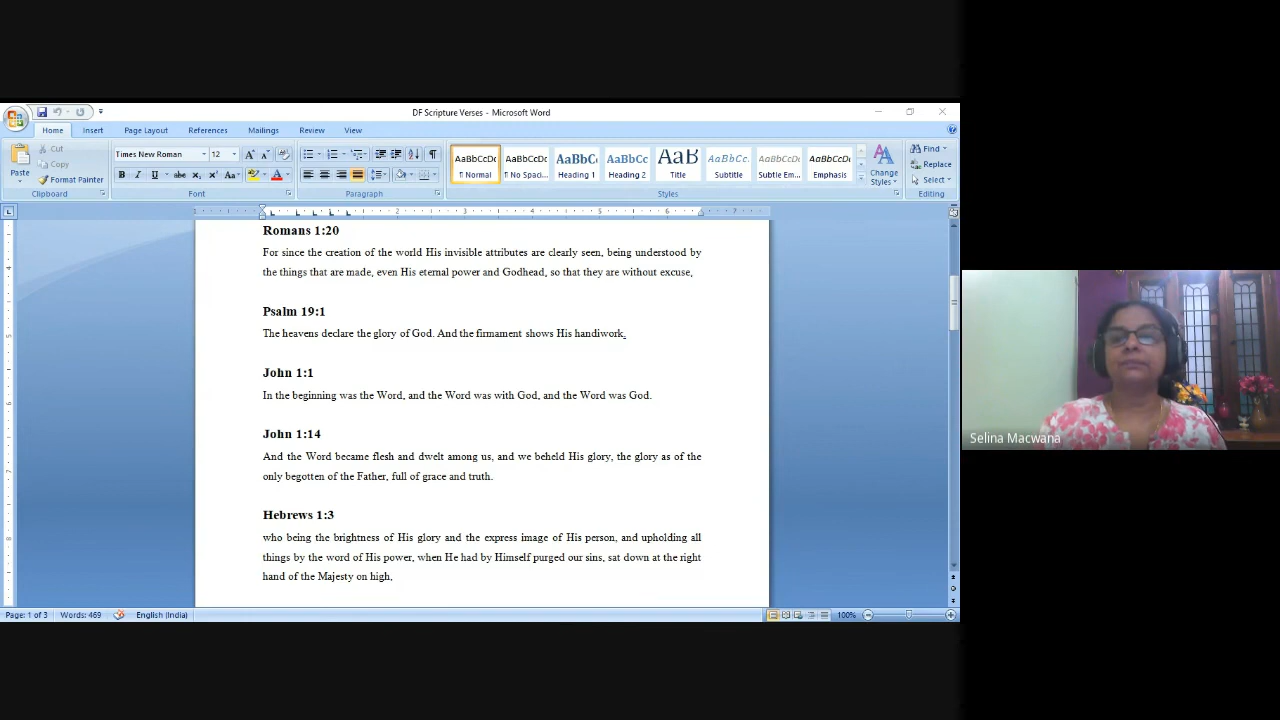 DF Scripture Verses - Microsoft Word
Home Insert Page Layout References Mailings Review View
Paste
Cut
Copy
Format Painter
Clipboard
Times New Roman 12
Font
Paragraph
AaBbCcDc AaBbCcDc AaBbC AaBbCc AaB AaBbCc. AaBbCcDc AaBbCcDc
¶ Normal ¶ No Spaci... Heading 1 Heading 2 Title Subtitle Subtle Em... Emphasis
Change Styles
Styles
Find
Replace
Select
Editing
Romans 1:20
For since the creation of the world His invisible attributes are clearly seen, being understood by
the things that are made, even His eternal power and Godhead, so that they are without excuse,
Psalm 19:1
The heavens declare the glory of God. And the firmament shows His handiwork.
John 1:1
In the beginning was the Word, and the Word was with God, and the Word was God.
John 1:14
And the Word became flesh and dwelt among us, and we beheld His glory, the glory as of the
only begotten of the Father, full of grace and truth.
Hebrews 1:3
who being the brightness of His glory and the express image of His person, and upholding all
things by the word of His power, when He had by Himself purged our sins, sat down at the right
hand of the Majesty on high,
Page: 1 of 3 Words: 469 English (India) 100%
Selina Macwana